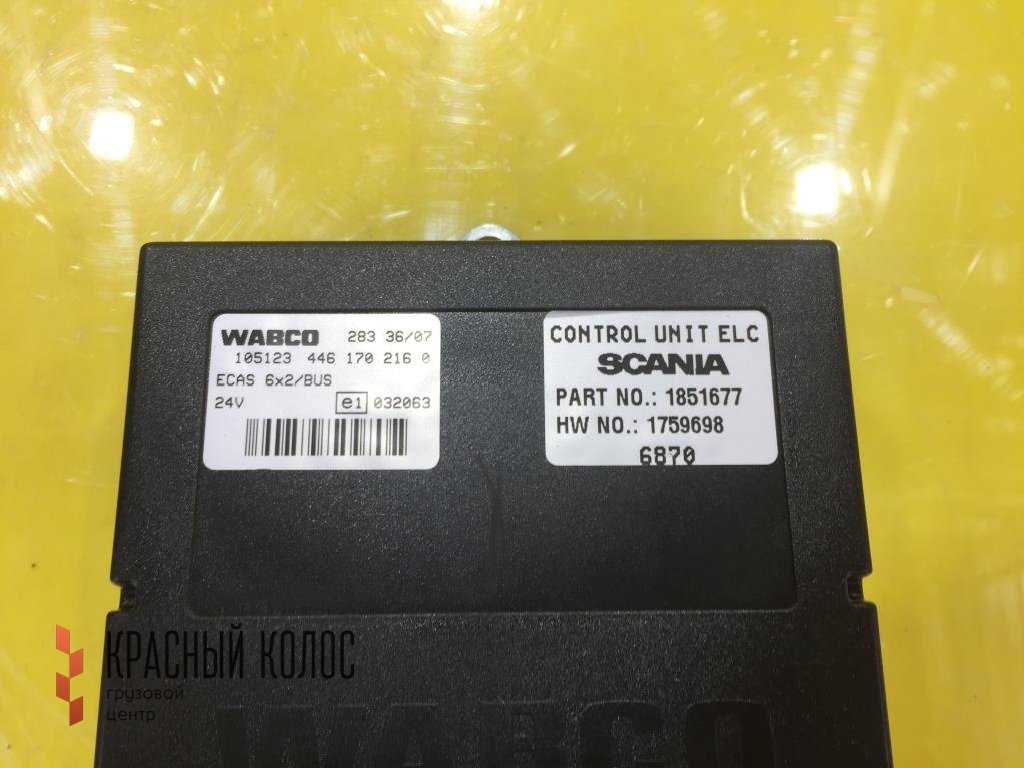 WABCO 283 36/07
105123 446 170 216 0
ECAS 6x2/BUS
24V e1 032063
CONTROL UNIT ELC
SCANIA
PART NO.: 1851677
HW NO.: 1759698
6870
КРАСНЫЙ КОЛОС
грузовой
центр
WABCO